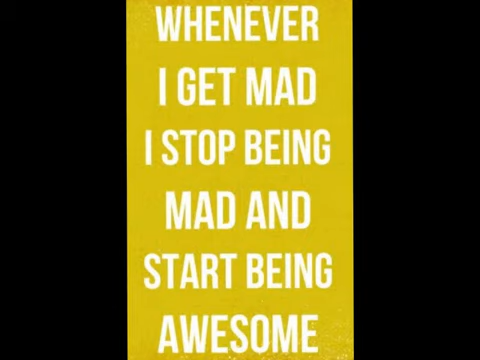 WHENEVER
I GET MAD
I STOP BEING
MAD AND
START BEING
AWESOME